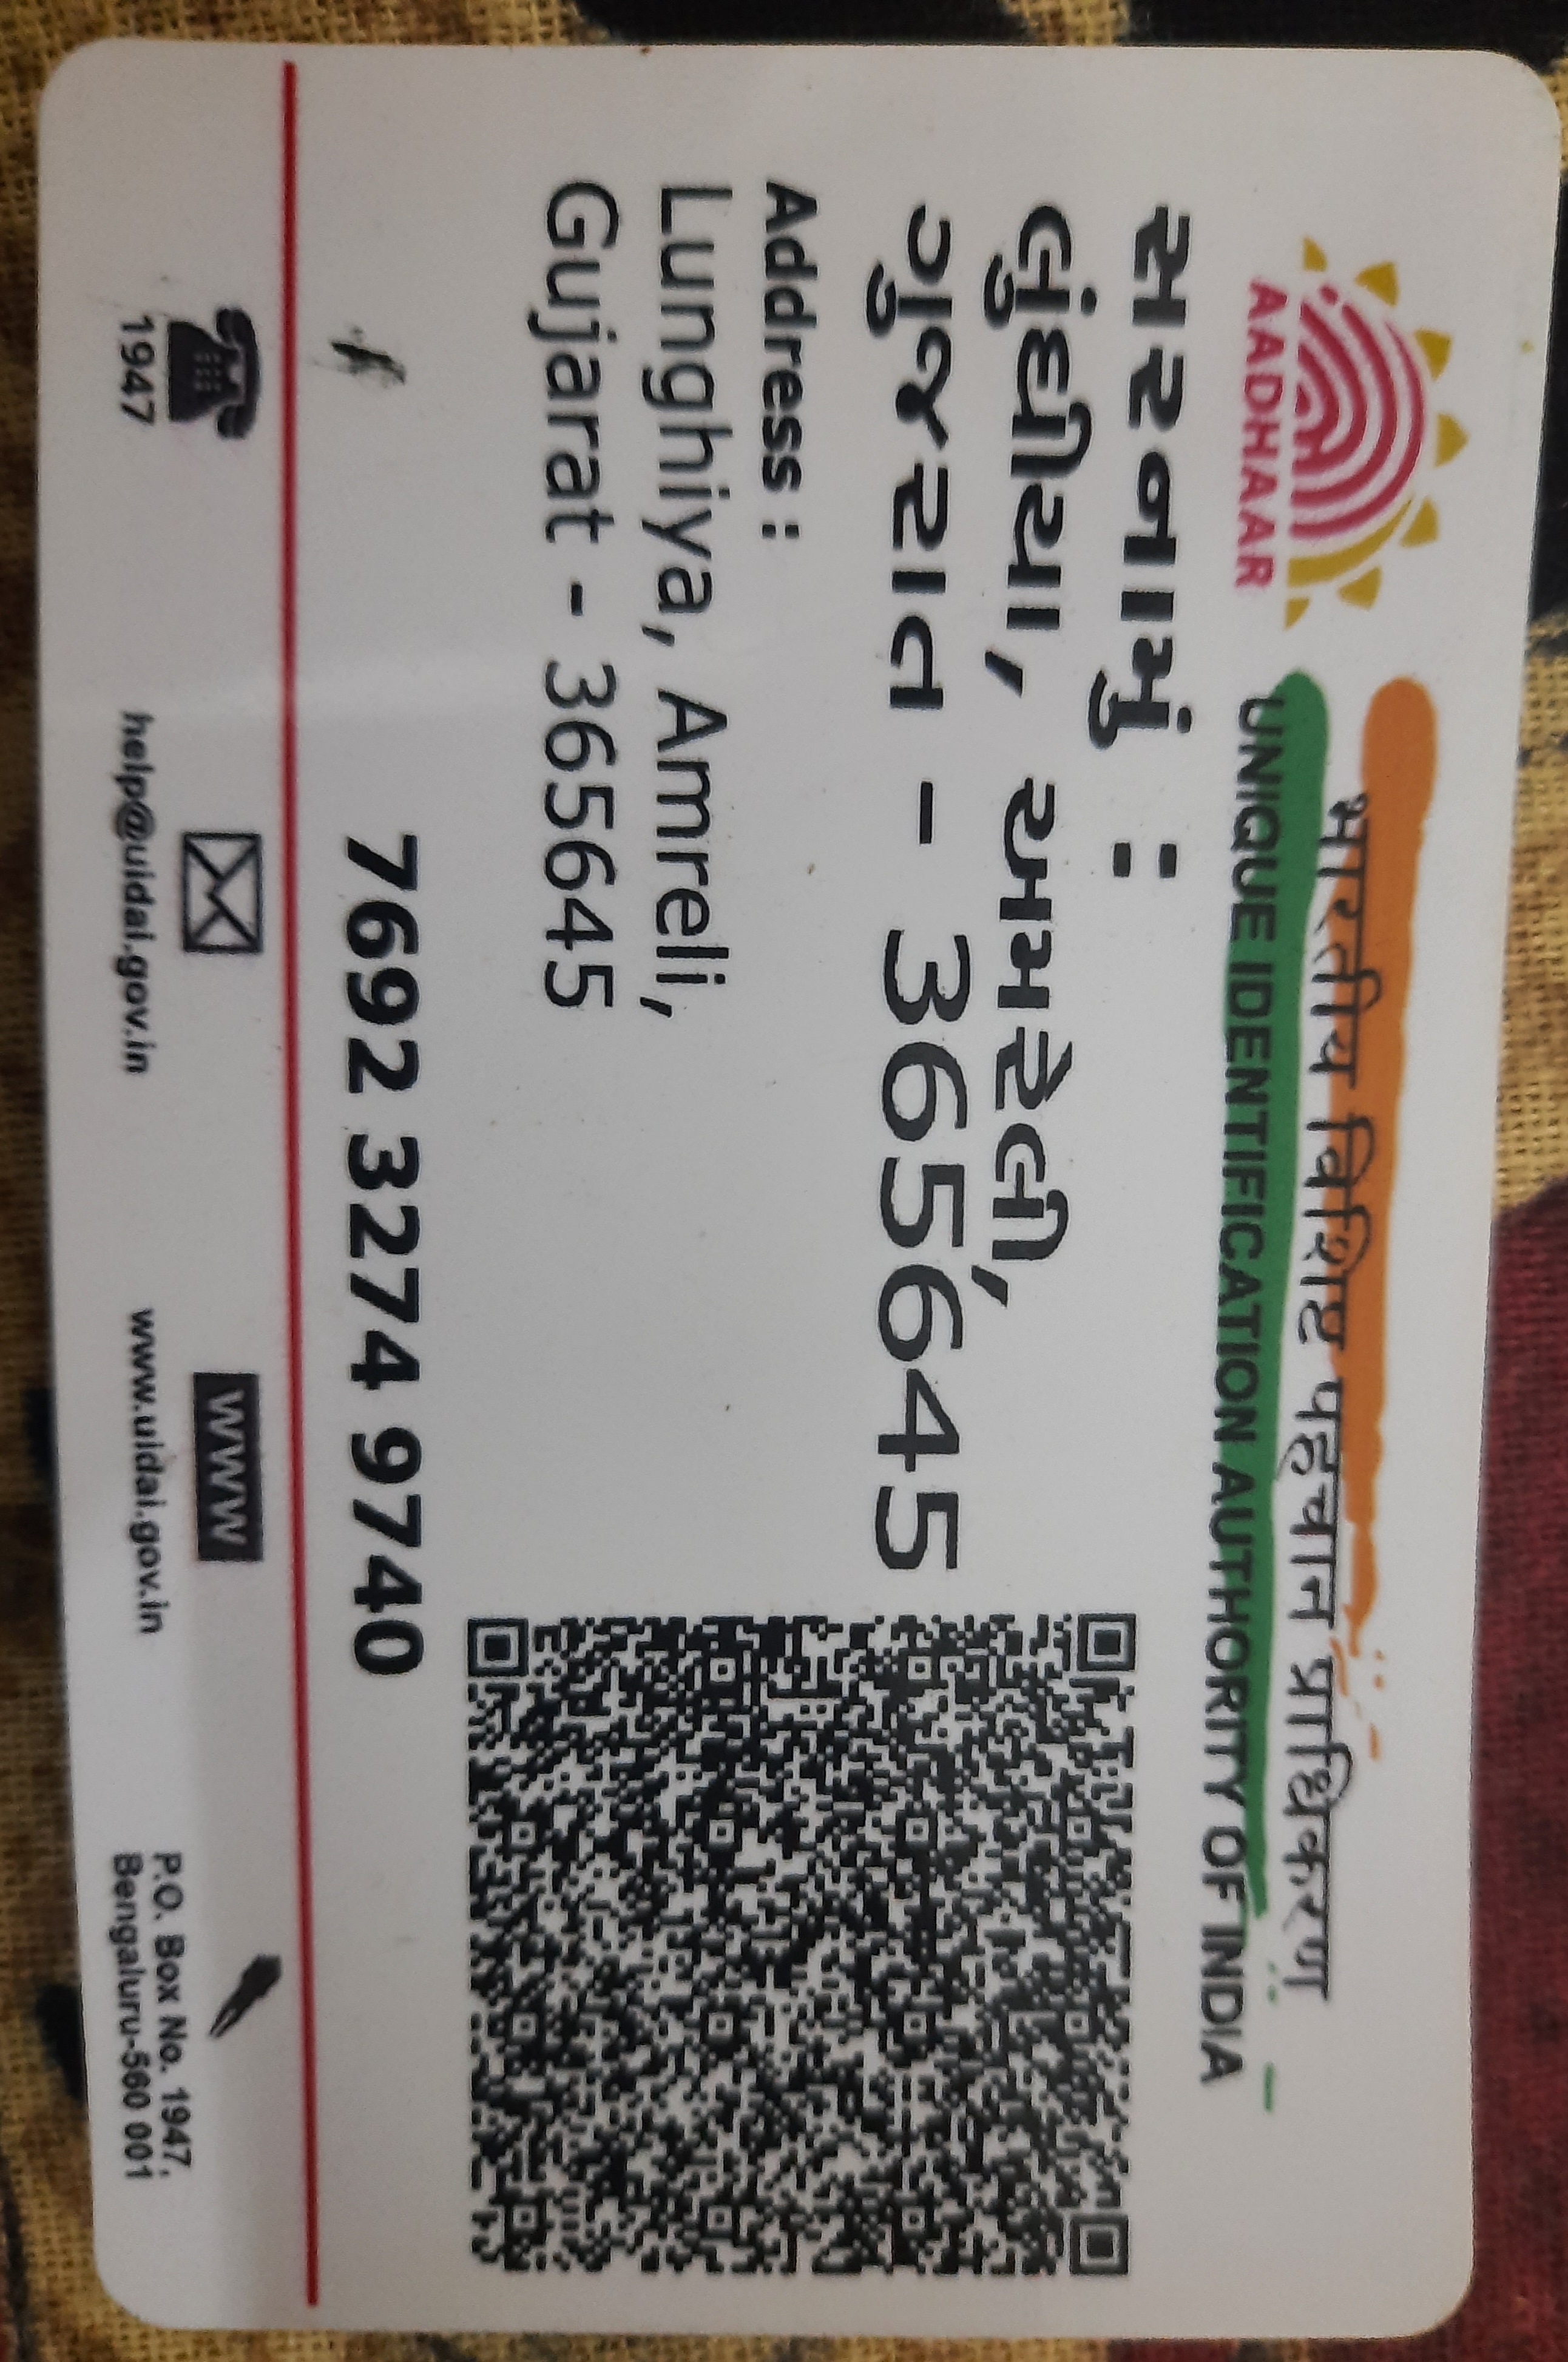 भारतीय विशिष्ट पहचान प्राधिकरण
AADHAAR
UNIQUE IDENTIFICATION AUTHORITY OF INDIA
સરનામું :
લુંઘીયા, અમરેલી,
ગુજરાત - 365645
Address :
Lunghiya, Amreli,
Gujarat - 365645
7692 3274 9740
1947
help@uidai.gov.in
WWW
www.uidai.gov.in
P.O. Box No. 1947,
Bengaluru-560 001